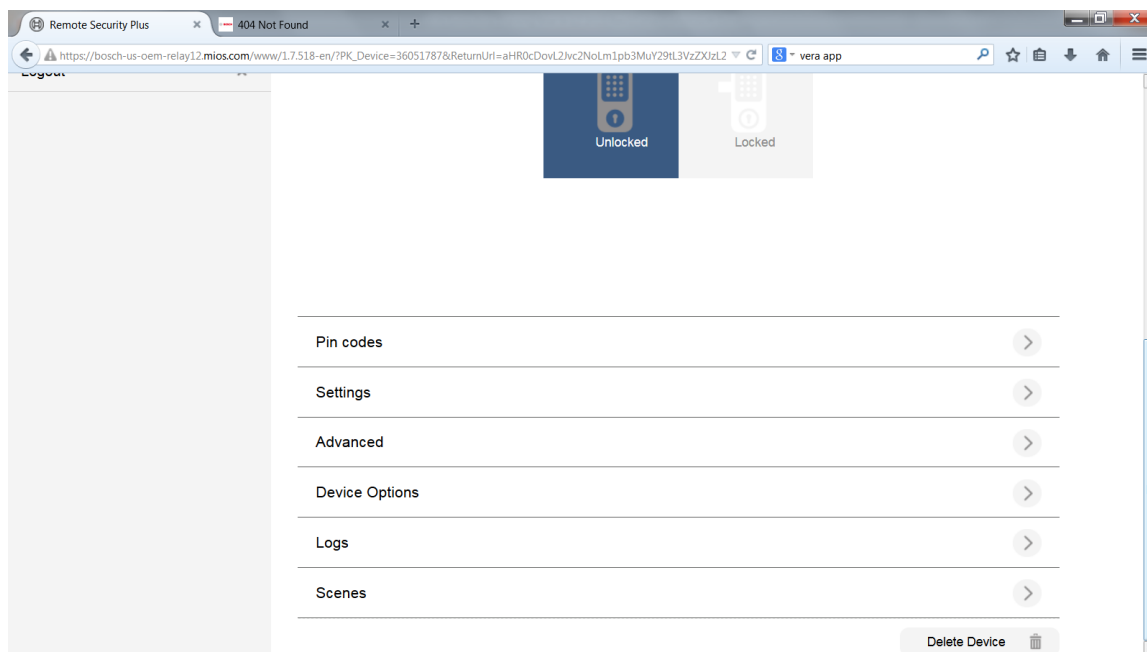 Remote Security Plus
404 Not Found
https://bosch-us-oem-relay12.mios.com/www/1.7.518-en/?PK_Device=36051787&ReturnUrl=aHR0cDovL2Jvc2NoLm1pb3MuY29tL3VzZXJzL2
vera app
Logout
Unlocked
Locked
Pin codes
Settings
Advanced
Device Options
Logs
Scenes
Delete Device